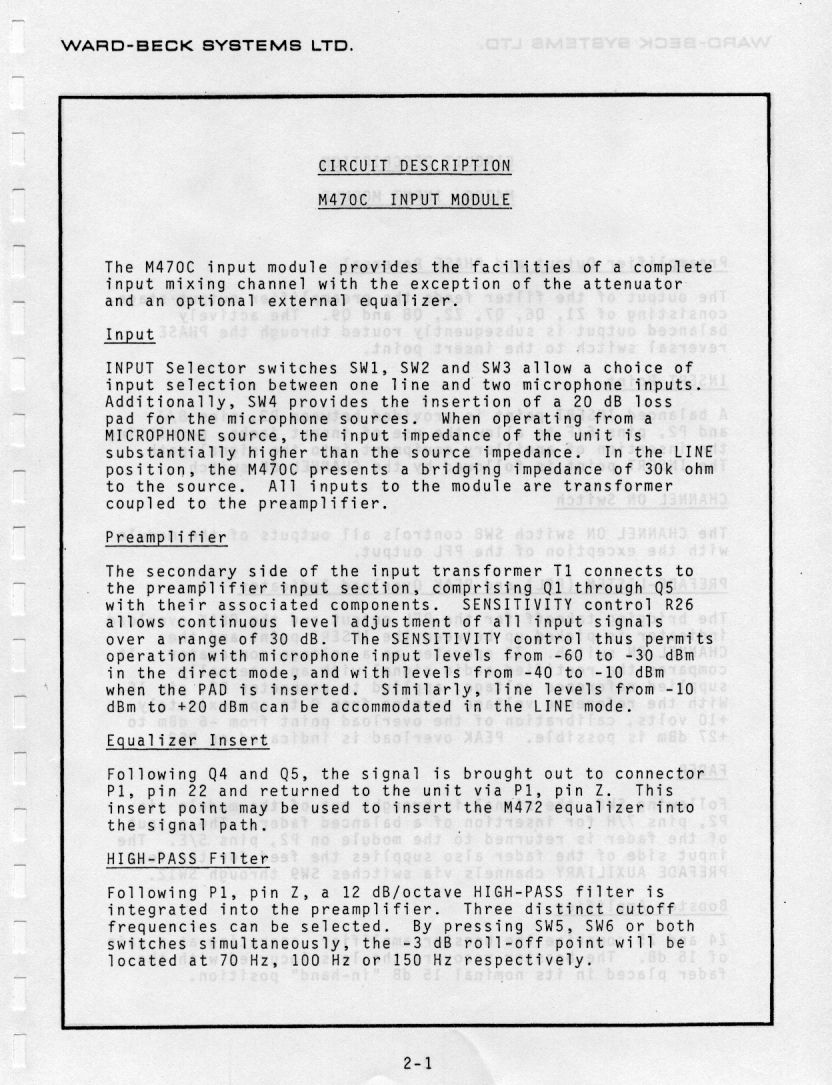 WARD-BECK SYSTEMS LTD.
CIRCUIT DESCRIPTION
M470C INPUT MODULE
The M470C input module provides the facilities of a complete
input mixing channel with the exception of the attenuator
and an optional external equalizer.
Input
INPUT Selector switches SW1, SW2 and SW3 allow a choice of
input selection between one line and two microphone inputs.
Additionally, SW4 provides the insertion of a 20 dB loss
pad for the microphone sources. When operating from a
MICROPHONE source, the input impedance of the unit is
substantially higher than the source impedance. In the LINE
position, the M470C presents a bridging impedance of 30k ohm
to the source. All inputs to the module are transformer
coupled to the preamplifier.
Preamplifier
The secondary side of the input transformer T1 connects to
the preamplifier input section, comprising Q1 through Q5
with their associated components. SENSITIVITY control R26
allows continuous level adjustment of all input signals
over a range of 30 dB. The SENSITIVITY control thus permits
operation with microphone input levels from -60 to -30 dBm
in the direct mode, and with levels from -40 to -10 dBm
when the PAD is inserted. Similarly, line levels from -10
dBm to +20 dBm can be accommodated in the LINE mode.
Equalizer Insert
Following Q4 and Q5, the signal is brought out to connector
P1, pin 22 and returned to the unit via P1, pin Z. This
insert point may be used to insert the M472 equalizer into
the signal path.
HIGH-PASS Filter
Following P1, pin Z, a 12 dB/octave HIGH-PASS filter is
integrated into the preamplifier. Three distinct cutoff
frequencies can be selected. By pressing SW5, SW6 or both
switches simultaneously, the -3 dB roll-off point will be
located at 70 Hz, 100 Hz or 150 Hz respectively.
2-1